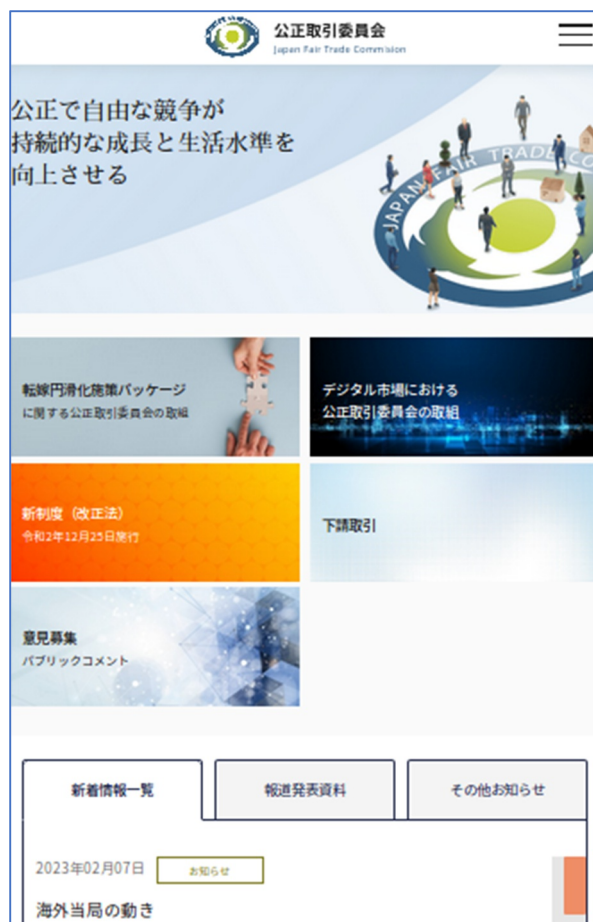 公正取引委員会
Japan Fair Trade Commision
公正で自由な競争が
持続的な成長と生活水準を
向上させる
JAPAN FAIR TRADE CO
転嫁円滑化施策パッケージ
に関する公正取引委員会の取組
デジタル市場における
公正取引委員会の取組
新制度(改正法)
令和2年12月25日施行
下請取引
意見募集
パブリックコメント
新着情報一覧
報道発表資料
その他お知らせ
2023年02月07日
お知らせ
海外当局の動き